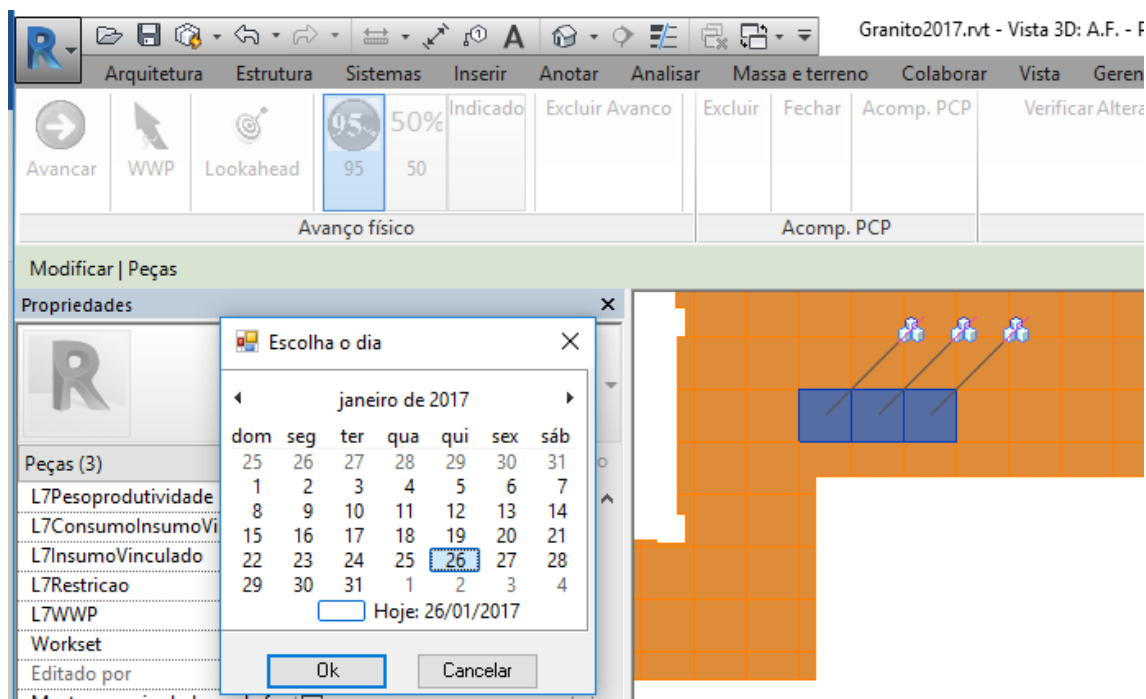 Granito2017.rvt - Vista 3D: A.F. - P
Arquitetura Estrutura Sistemas Inserir Anotar Analisar Massa e terreno Colaborar Vista Geren
95% 50% Indicado Excluir Avanco Excluir Fechar Acomp. PCP Verificar Altera
Avancar WWP Lookahead 95 50
Avanço físico Acomp. PCP
Modificar | Peças
Propriedades
Escolha o dia
janeiro de 2017
dom seg ter qua qui sex sáb
25 26 27 28 29 30 31
1 2 3 4 5 6 7
8 9 10 11 12 13 14
15 16 17 18 19 20 21
22 23 24 25 26 27 28
29 30 31 1 2 3 4
Hoje: 26/01/2017
Ok Cancelar
Peças (3)
L7Pesoprodutividade
L7ConsumoInsumoVi
L7InsumoVinculado
L7Restricao
L7WWP
Workset
Editado por